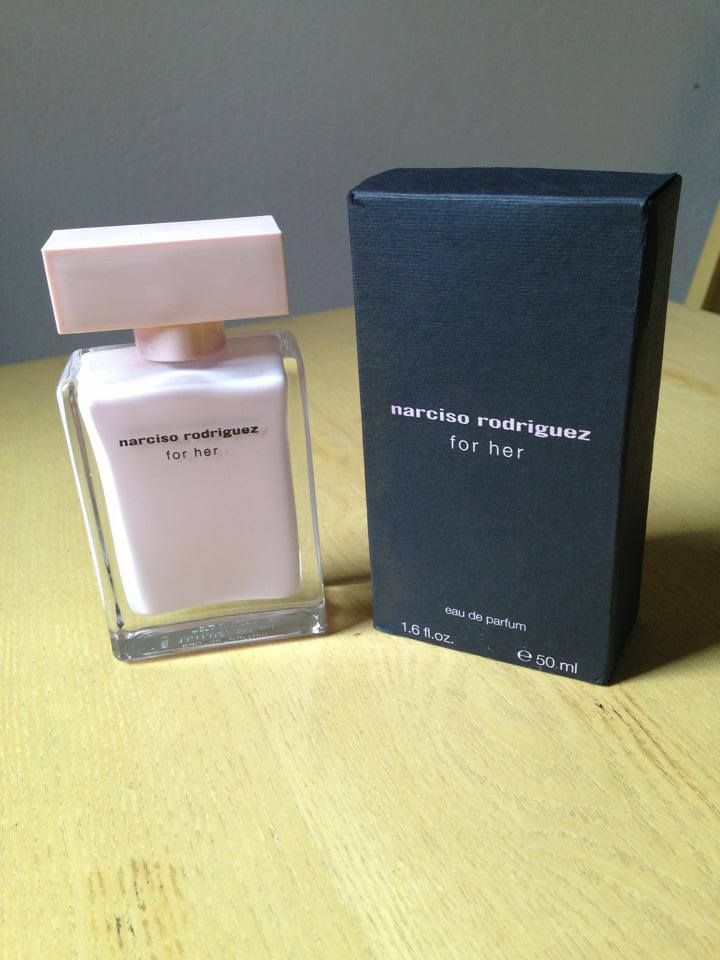 narciso rodriguez
for her
narciso rodriguez
for her
eau de parfum
1.6 fl.oz.
℮ 50 ml